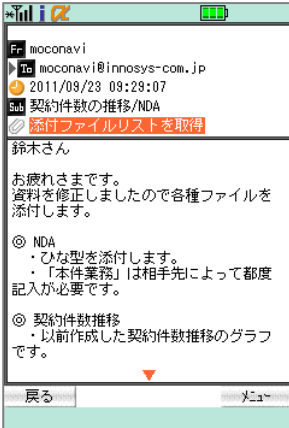 i α
Fr moconavi
To moconavi@innosys-com.jp
2011/09/23 09:29:07
Sub 契約件数の推移/NDA
添付ファイルリストを取得
鈴木さん
お疲れさまです。
資料を修正しましたので各種ファイルを
添付します。
◎ NDA
・ひな型を添付します。
・「本件業務」は相手先によって都度
記入が必要です。
◎ 契約件数推移
・以前作成した契約件数推移のグラフ
です。
戻る
ﾒﾆｭｰ